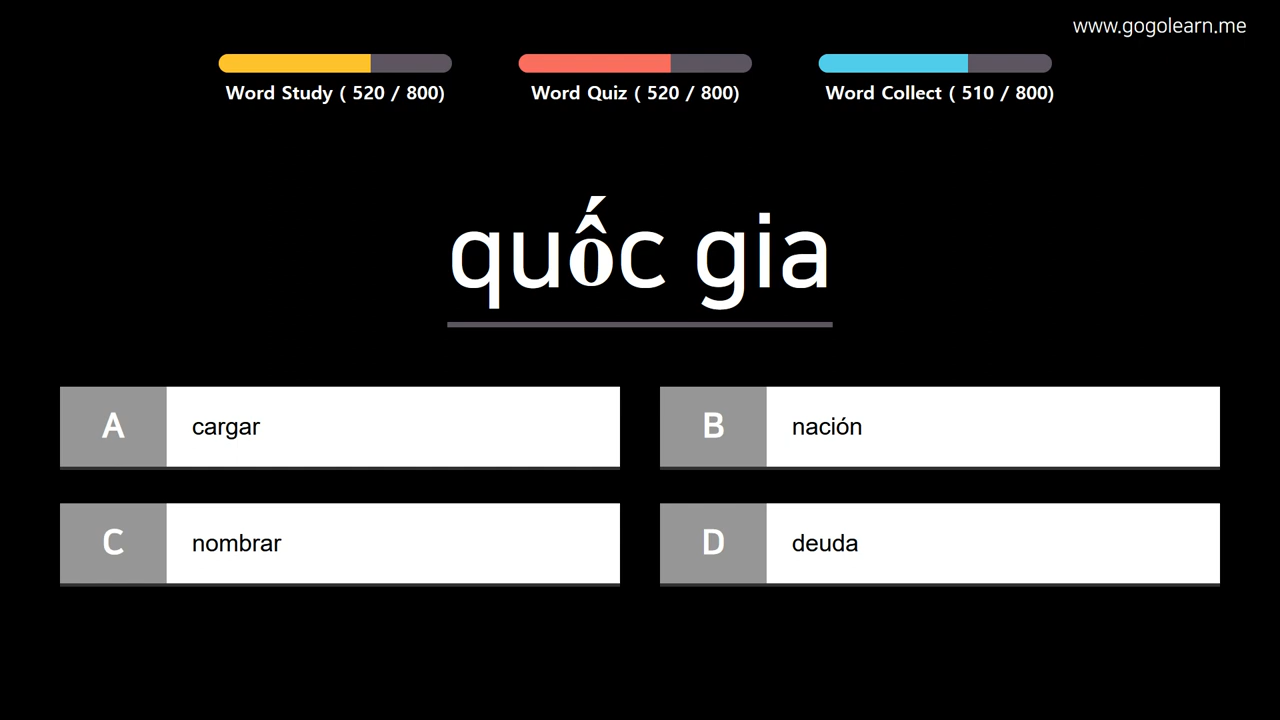 www.gogolearn.me
Word Study ( 520 / 800)
Word Quiz ( 520 / 800)
Word Collect ( 510 / 800)
quốc gia
A cargar
B nación
C nombrar
D deuda